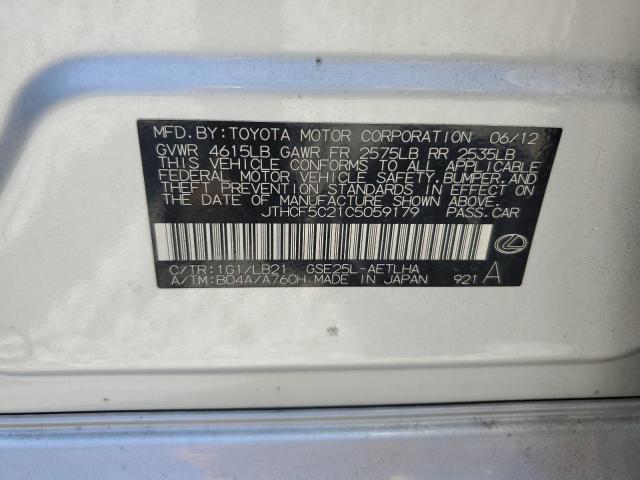 MFD. BY: TOYOTA MOTOR CORPORATION 06/12
GVWR 4615LB GAWR FR 2575LB RR 2535LB
THIS VEHICLE CONFORMS TO ALL APPLICABLE
FEDERAL MOTOR VEHICLE SAFETY, BUMPER, AND
THEFT PREVENTION STANDARDS IN EFFECT ON
THE DATE OF MANUFACTURE SHOWN ABOVE.
JTHCF5C21C5059179 PASS.CAR
C/TR:1G1/LB21 GSE25L-AETLHA
A/TM:B04A/A760H MADE IN JAPAN 921 A